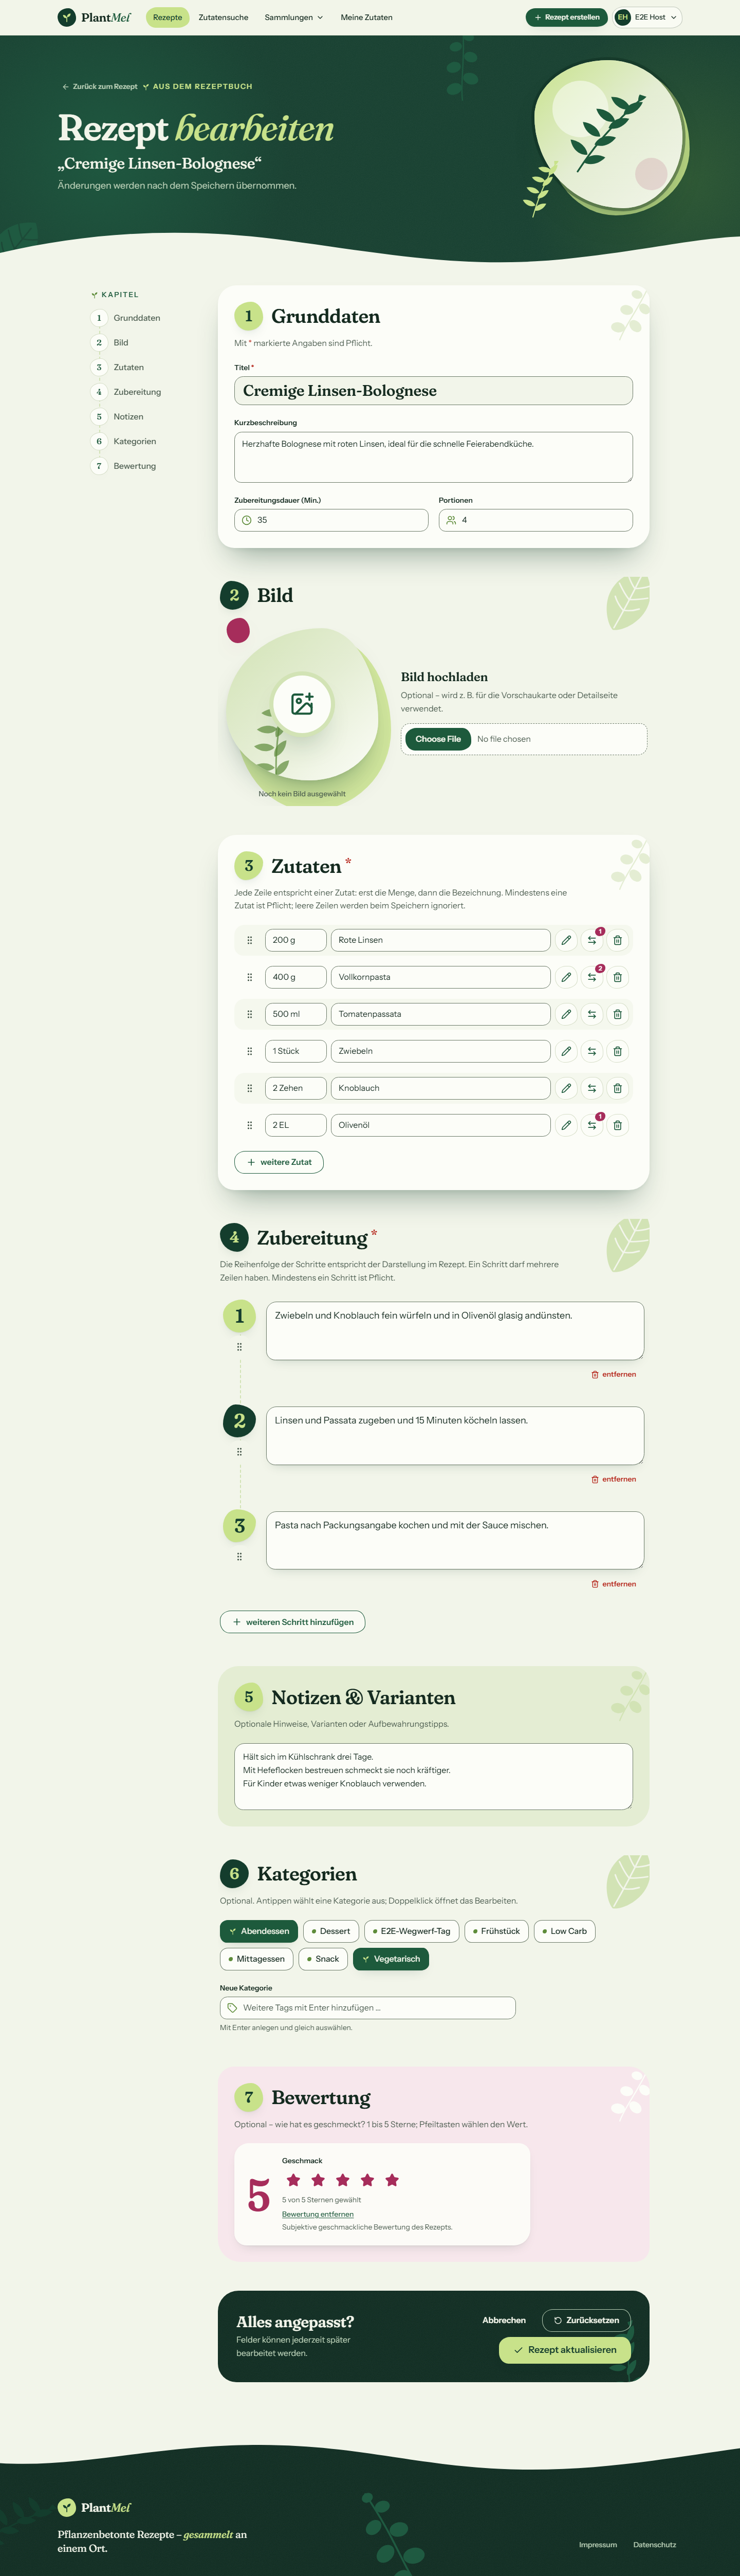 PlantMel
Rezepte
Zutatensuche
Sammlungen
Meine Zutaten
Rezept erstellen
EH
E2E Host
Zurück zum Rezept
AUS DEM REZEPTBUCH
Rezept bearbeiten
„Cremige Linsen-Bolognese“
Änderungen werden nach dem Speichern übernommen.
KAPITEL
1 Grunddaten
2 Bild
3 Zutaten
4 Zubereitung
5 Notizen
6 Kategorien
7 Bewertung
1 Grunddaten
Mit * markierte Angaben sind Pflicht.
Titel *
Cremige Linsen-Bolognese
Kurzbeschreibung
Herzhafte Bolognese mit roten Linsen, ideal für die schnelle Feierabendküche.
Zubereitungsdauer (Min.)
Portionen
35
4
2 Bild
Bild hochladen
Optional – wird z. B. für die Vorschaukarte oder Detailseite
verwendet.
Choose File No file chosen
Noch kein Bild ausgewählt
3 Zutaten *
Jede Zeile entspricht einer Zutat: erst die Menge, dann die Bezeichnung. Mindestens eine
Zutat ist Pflicht; leere Zeilen werden beim Speichern ignoriert.
200 g Rote Linsen 1
400 g Vollkornpasta 2
500 ml Tomatenpassata
1 Stück Zwiebeln
2 Zehen Knoblauch
2 EL Olivenöl 1
weitere Zutat
4 Zubereitung *
Die Reihenfolge der Schritte entspricht der Darstellung im Rezept. Ein Schritt darf mehrere
Zeilen haben. Mindestens ein Schritt ist Pflicht.
1
Zwiebeln und Knoblauch fein würfeln und in Olivenöl glasig andünsten.
entfernen
2
Linsen und Passata zugeben und 15 Minuten köcheln lassen.
entfernen
3
Pasta nach Packungsangabe kochen und mit der Sauce mischen.
entfernen
weiteren Schritt hinzufügen
5 Notizen & Varianten
Optionale Hinweise, Varianten oder Aufbewahrungstipps.
Hält sich im Kühlschrank drei Tage.
Mit Hefeflocken bestreuen schmeckt sie noch kräftiger.
Für Kinder etwas weniger Knoblauch verwenden.
6 Kategorien
Optional. Antippen wählt eine Kategorie aus; Doppelklick öffnet das Bearbeiten.
Abendessen
Dessert
E2E-Wegwerf-Tag
Frühstück
Low Carb
Mittagessen
Snack
Vegetarisch
Neue Kategorie
Weitere Tags mit Enter hinzufügen ...
Mit Enter anlegen und gleich auswählen.
7 Bewertung
Optional – wie hat es geschmeckt? 1 bis 5 Sterne; Pfeiltasten wählen den Wert.
5
Geschmack
5 von 5 Sternen gewählt
Bewertung entfernen
Subjektive geschmackliche Bewertung des Rezepts.
Alles angepasst?
Felder können jederzeit später
bearbeitet werden.
Abbrechen
Zurücksetzen
Rezept aktualisieren
PlantMel
Pflanzenbetonte Rezepte – gesammelt an
einem Ort.
Impressum
Datenschutz